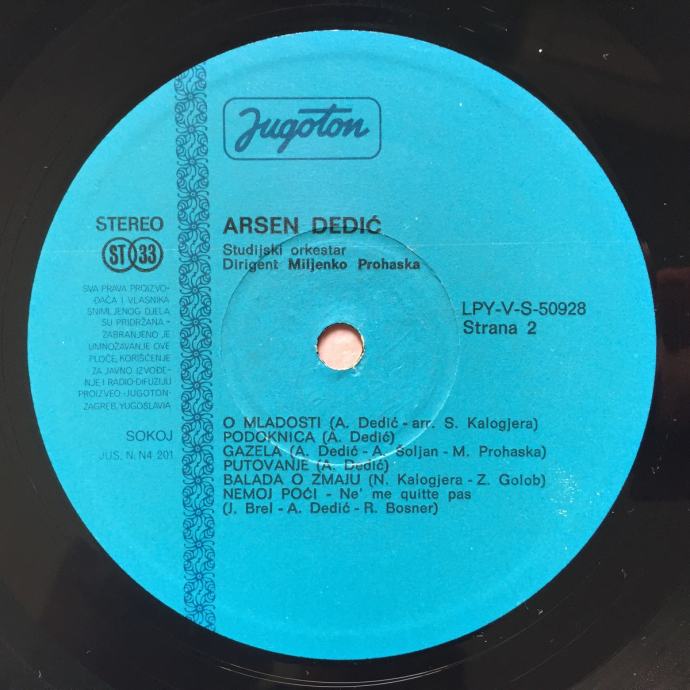 Jugoton
STEREO
ST 33
ARSEN DEDIĆ
Studijski orkestar
Dirigent Miljenko Prohaska
SVA PRAVA PROIZVO-
ĐAČA I VLASNIKA
SNIMLJENOG DJELA
SU PRIDRŽANA -
ZABRANJENO JE
UMNOŽAVANJE OVE
PLOČE, KORIŠĆENJE
ZA JAVNO IZVOĐE-
NJE I RADIO-DIFUZIJU
PROIZVEO »JUGOTON«
ZAGREB, YUGOSLAVIA
LPY-V-S-50928
Strana 2
SOKOJ
JUS. N. N4 201
O MLADOSTI (A. Dedić - arr. S. Kalogjera)
PODOKNICA (A. Dedić)
GAZELA (A. Dedić - A. Šoljan - M. Prohaska)
PUTOVANJE (A. Dedić)
BALADA O ZMAJU (N. Kalogjera - Z. Golob)
NEMOJ POĆI - Ne' me quitte pas
(J. Brel - A. Dedić - R. Bosner)